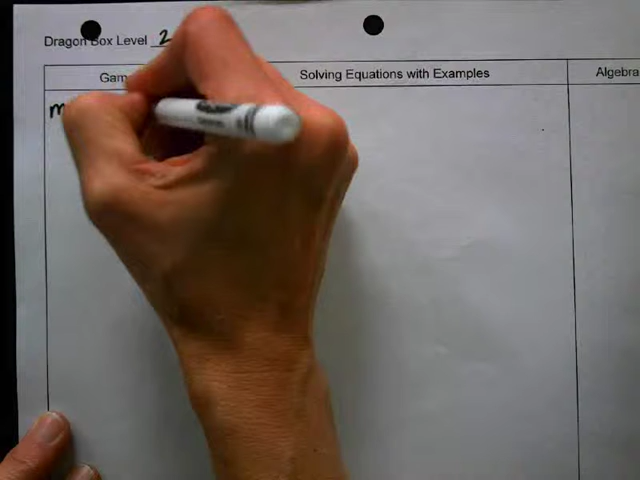 Dragon Box Level 2
Gam Solving Equations with Examples Algebra
m